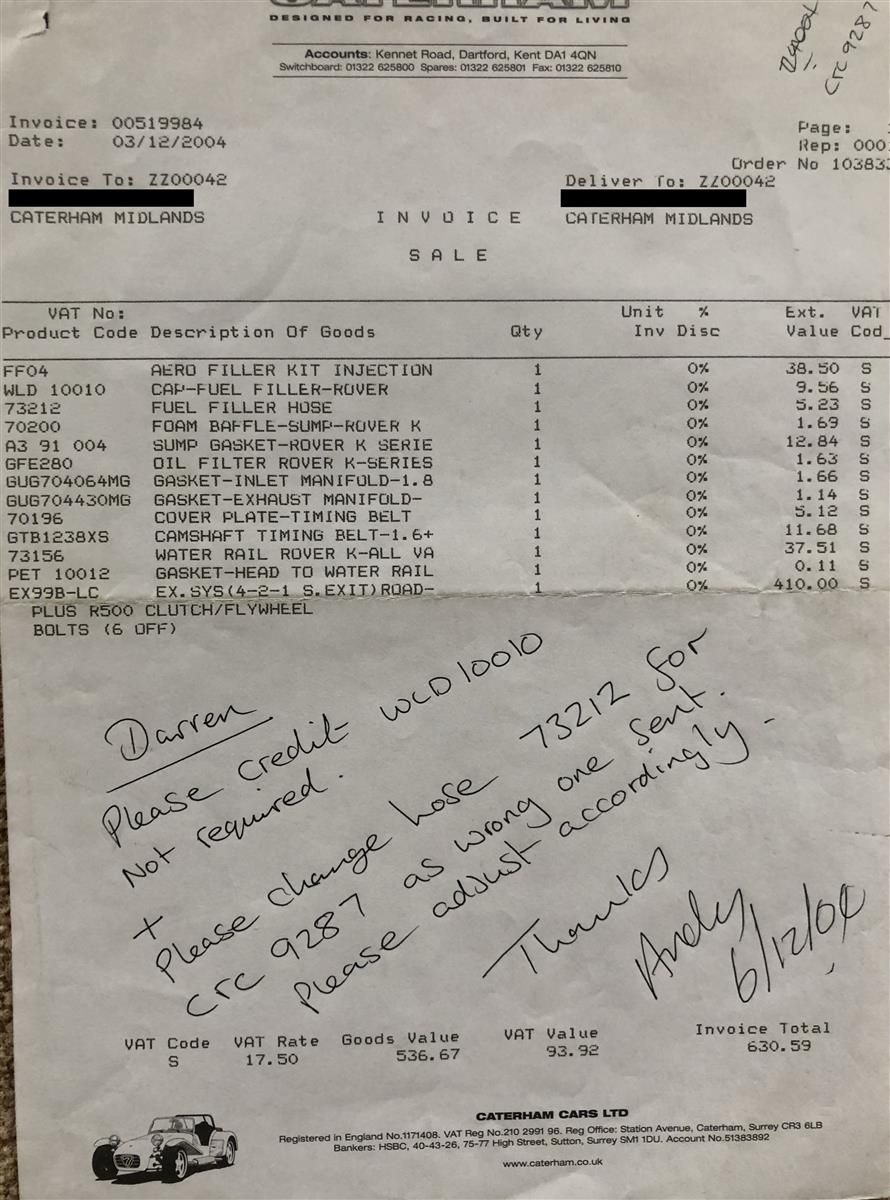 CATERHAM
DESIGNED FOR RACING, BUILT FOR LIVING
Accounts: Kennet Road, Dartford, Kent DA1 4QN
Switchboard: 01322 625800 Spares: 01322 625801 Fax: 01322 625810
CrC 9287
Invoice: 00519984
Date: 03/12/2004
Page:
Rep: 000
Order No 103833
Invoice To: ZZ00042
Deliver To: ZZ00042
CATERHAM MIDLANDS
I N V O I C E
CATERHAM MIDLANDS
S A L E
VAT No: Unit % Ext. VAT
Product Code Description Of Goods Qty Inv Disc Value Cod
FF04 AERO FILLER KIT INJECTION 1 0% 38.50 S
WLD 10010 CAP-FUEL FILLER-ROVER 1 0% 9.56 S
73212 FUEL FILLER HOSE 1 0% 5.23 S
70200 FOAM BAFFLE-SUMP-ROVER K 1 0% 1.69 S
A3 91 004 SUMP GASKET-ROVER K SERIE 1 0% 12.84 S
GFE280 OIL FILTER ROVER K-SERIES 1 0% 1.63 S
GUG704064MG GASKET-INLET MANIFOLD-1.8 1 0% 1.66 S
GUG704430MG GASKET-EXHAUST MANIFOLD- 1 0% 1.14 S
70196 COVER PLATE-TIMING BELT 1 0% 5.12 S
GTB1238XS CAMSHAFT TIMING BELT-1.6+ 1 0% 11.68 S
73156 WATER RAIL ROVER K-ALL VA 1 0% 37.51 S
PET 10012 GASKET-HEAD TO WATER RAIL 1 0% 0.11 S
EX99B-LC EX.SYS(4-2-1 S.EXIT)ROAD- 1 0% 410.00 S
PLUS R500 CLUTCH/FLYWHEEL
BOLTS (6 OFF)
Darren
Please credit WLD10010
Not required.
+
Please change hose 73212 for
CrC 9287 as wrong one sent.
Please adjust accordingly.
Thanks
Andy
6/12/04
VAT Code VAT Rate Goods Value VAT Value Invoice Total
S 17.50 536.67 93.92 630.59
CATERHAM CARS LTD
Registered in England No.1171408. VAT Reg No.210 2991 96. Reg Office: Station Avenue, Caterham, Surrey CR3 6LB
Bankers: HSBC, 40-43-26, 75-77 High Street, Sutton, Surrey SM1 1DU. Account No.51383892
www.caterham.co.uk